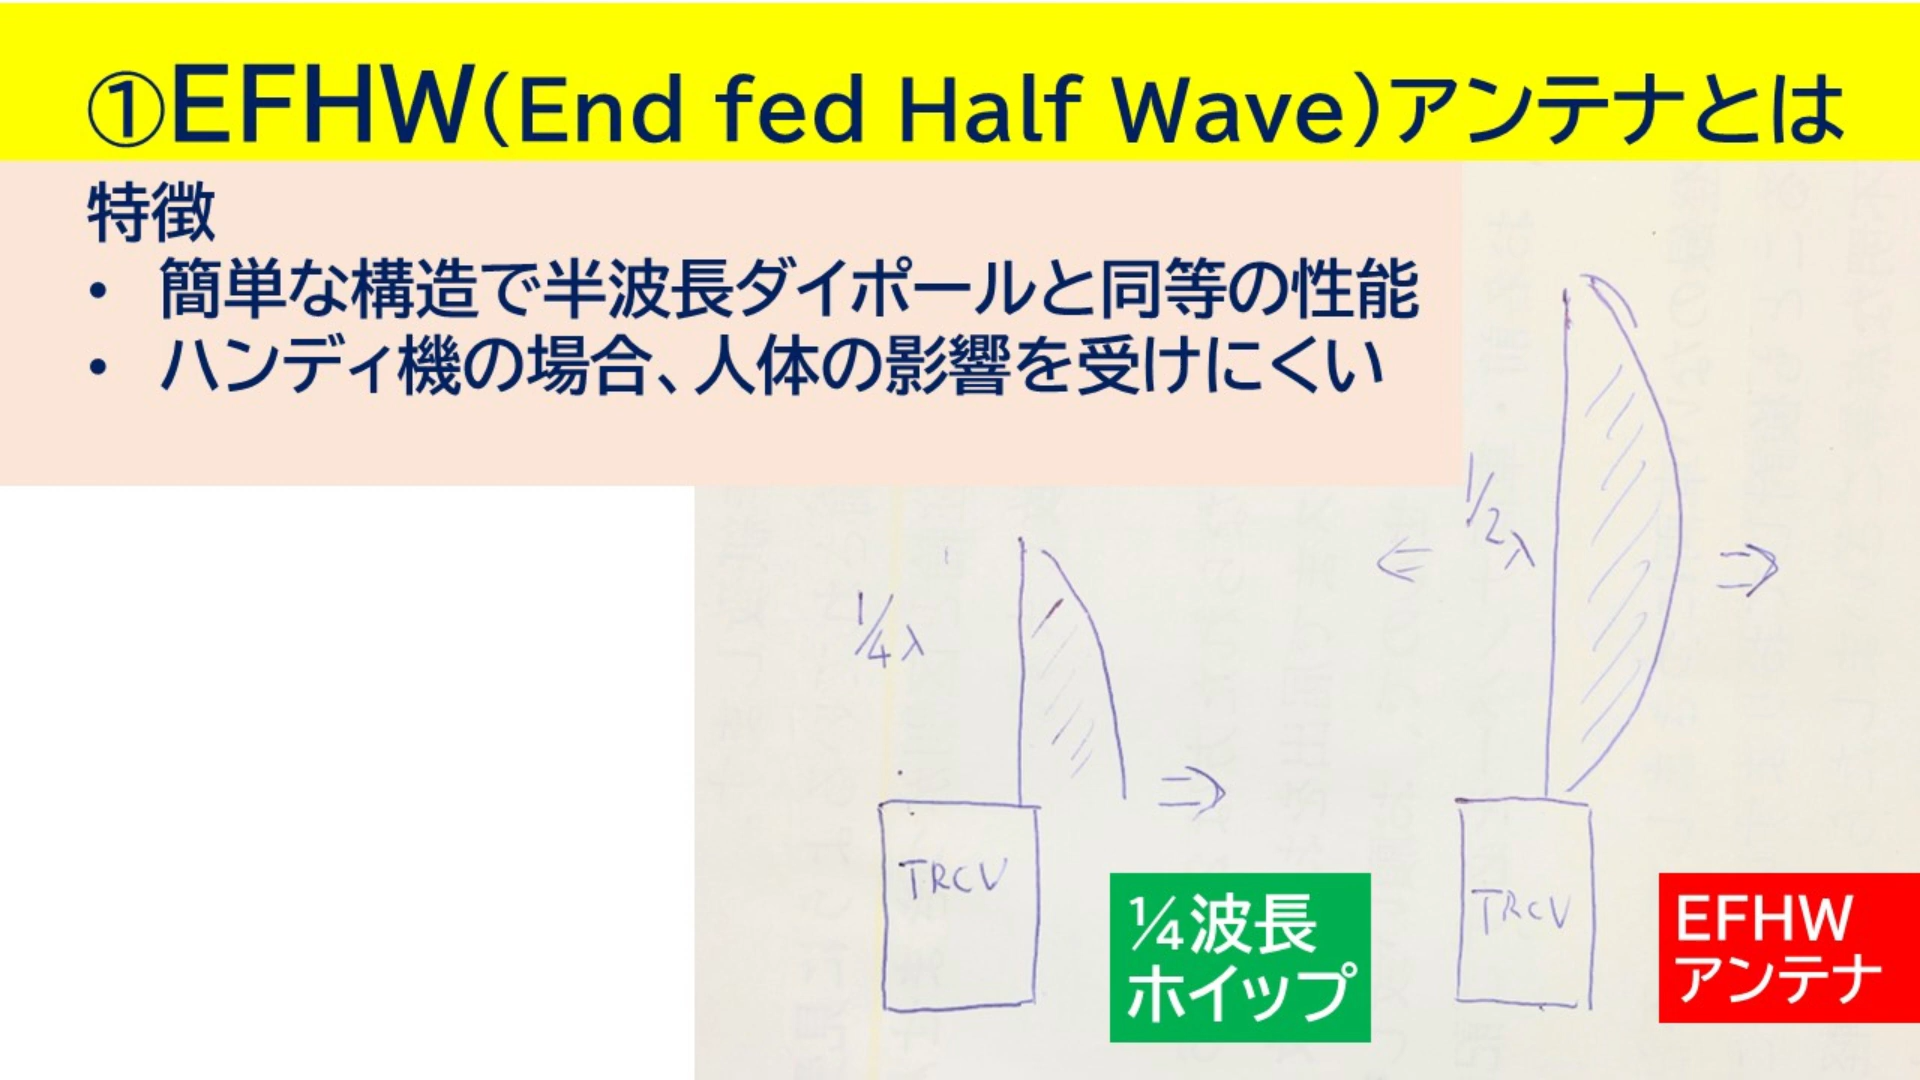 ①EFHW(End fed Half Wave)アンテナとは
特徴
• 簡単な構造で半波長ダイポールと同等の性能
• ハンディ機の場合、人体の影響を受けにくい
1/4λ
TRCV
¼波長
ホイップ
1/2λ
TRCV
EFHW
アンテナ